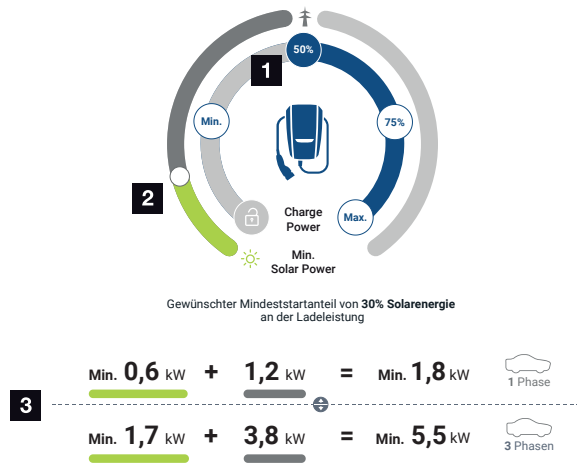 50%
1
Min.
75%
2
Charge
Power
Max.
Min.
Solar Power
Gewünschter Mindeststartanteil von 30% Solarenergie
an der Ladeleistung
Min. 0,6 kW + 1,2 kW = Min. 1,8 kW
1 Phase
3
Min. 1,7 kW + 3,8 kW = Min. 5,5 kW
3 Phasen